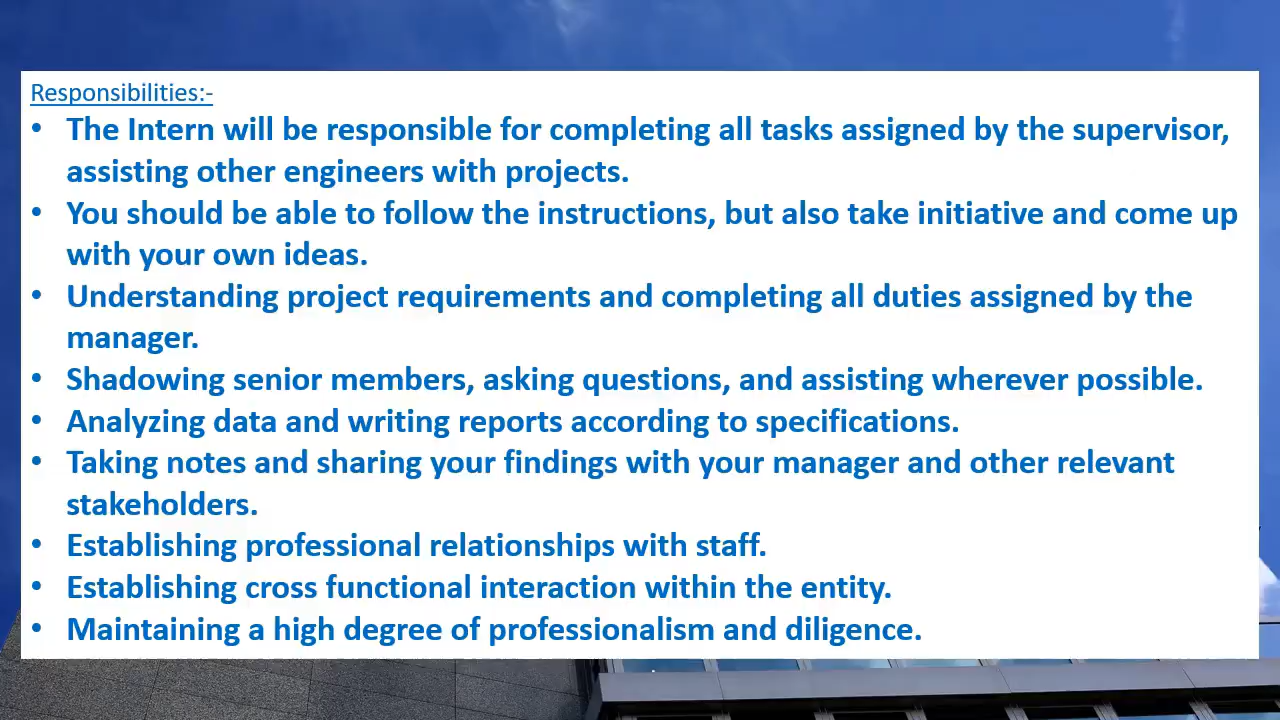 Responsibilities:-
• The Intern will be responsible for completing all tasks assigned by the supervisor,
assisting other engineers with projects.
• You should be able to follow the instructions, but also take initiative and come up
with your own ideas.
• Understanding project requirements and completing all duties assigned by the
manager.
• Shadowing senior members, asking questions, and assisting wherever possible.
• Analyzing data and writing reports according to specifications.
• Taking notes and sharing your findings with your manager and other relevant
stakeholders.
• Establishing professional relationships with staff.
• Establishing cross functional interaction within the entity.
• Maintaining a high degree of professionalism and diligence.